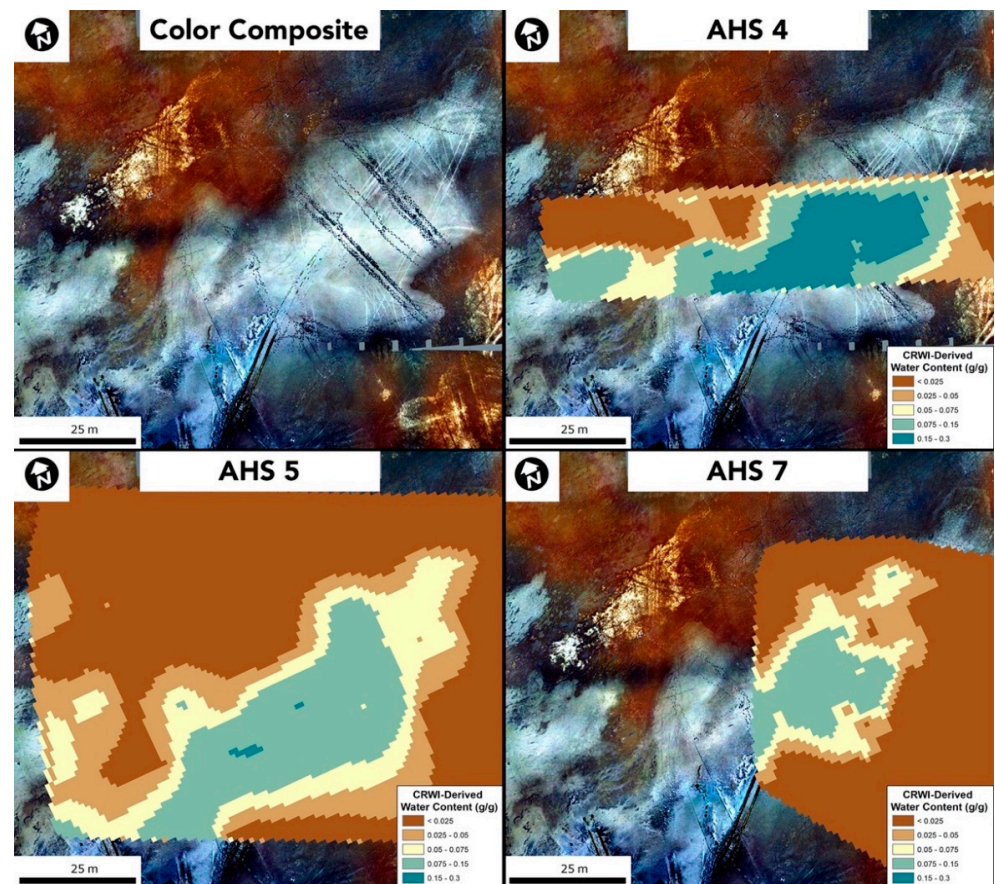 N
Color Composite
25 m
N
AHS 4
CRWI-Derived
Water Content (g/g)
< 0.025
0.025 - 0.05
0.05 - 0.075
0.075 - 0.15
0.15 - 0.3
25 m
N
AHS 5
CRWI-Derived
Water Content (g/g)
< 0.025
0.025 - 0.05
0.05 - 0.075
0.075 - 0.15
0.15 - 0.3
25 m
N
AHS 7
CRWI-Derived
Water Content (g/g)
< 0.025
0.025 - 0.05
0.05 - 0.075
0.075 - 0.15
0.15 - 0.3
25 m